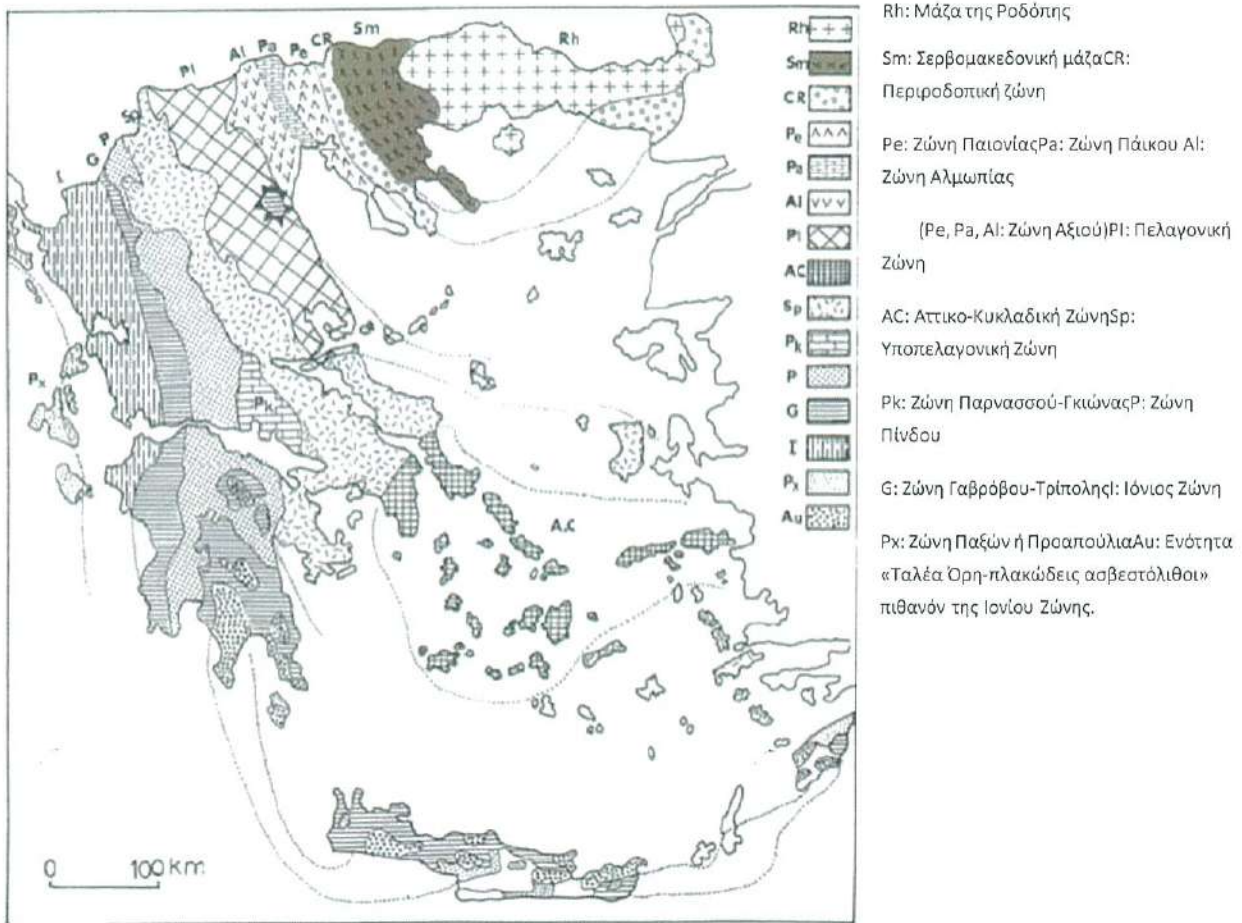 Al Pa Pe CR Sm Rh
Pl
Sp
P
G
I
Px
Pk
A.C
0 100 km
Rh
Sm
CR
Pe
Pa
Al
Pl
AC
Sp
Pk
P
G
I
Px
Au
Rh: Μάζα της Ροδόπης
Sm: Σερβομακεδονική μάζαCR:
Περιροδοπική ζώνη
Pe: Ζώνη ΠαιονίαςPa: Ζώνη Πάικου Al:
Ζώνη Αλμωπίας
(Pe, Pa, Al: Ζώνη Αξιού)Pl: Πελαγονική
Ζώνη
AC: Αττικο-Κυκλαδική ΖώνηSp:
Υποπελαγονική Ζώνη
Pk: Ζώνη Παρνασσού-ΓκιώναςP: Ζώνη
Πίνδου
G: Ζώνη Γαβρόβου-ΤρίποληςI: Ιόνιος Ζώνη
Px: Ζώνη Παξών ή ΠροαπούλιαAu: Ενότητα
«Ταλέα Όρη-πλακώδεις ασβεστόλιθοι»
πιθανόν της Ιονίου Ζώνης.